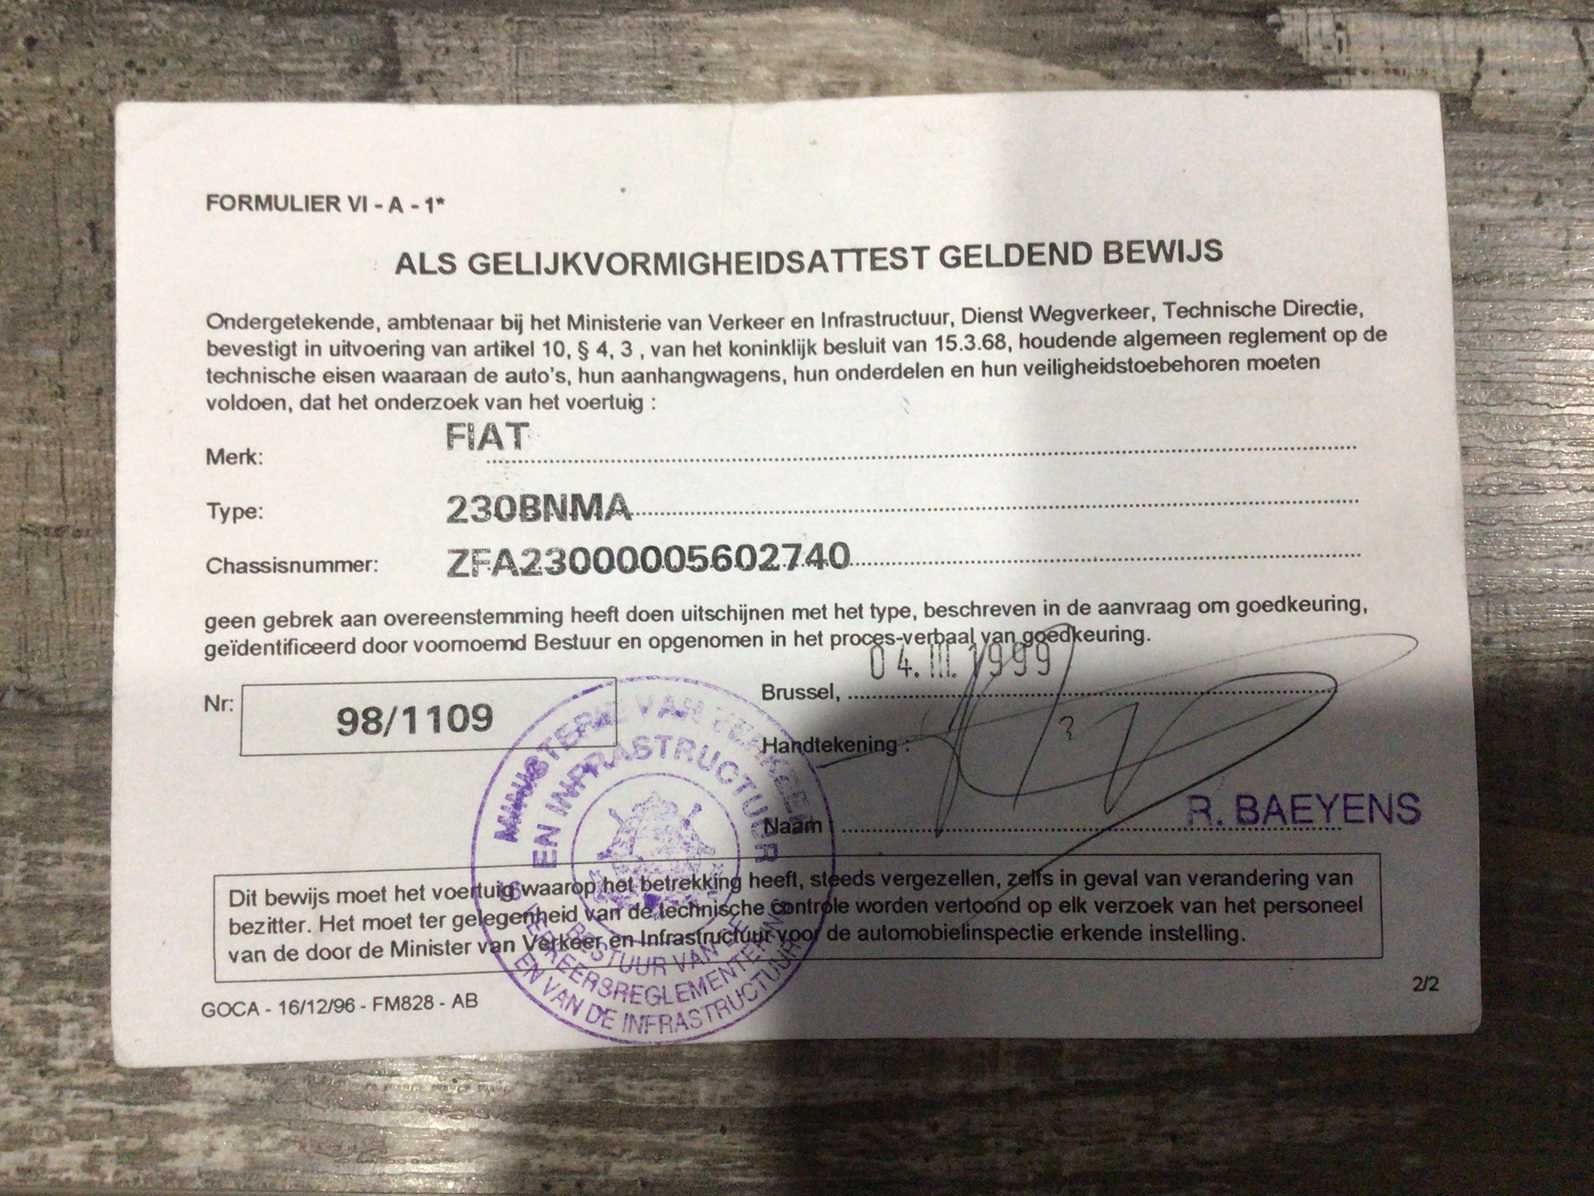 FORMULIER VI - A - 1*
ALS GELIJKVORMIGHEIDSATTEST GELDEND BEWIJS
Ondergetekende, ambtenaar bij het Ministerie van Verkeer en Infrastructuur, Dienst Wegverkeer, Technische Directie,
bevestigt in uitvoering van artikel 10, § 4, 3 , van het koninklijk besluit van 15.3.68, houdende algemeen reglement op de
technische eisen waaraan de auto's, hun aanhangwagens, hun onderdelen en hun veiligheidstoebehoren moeten
voldoen, dat het onderzoek van het voertuig :
Merk: FIAT
Type: 230BNMA
Chassisnummer: ZFA23000005602740
geen gebrek aan overeenstemming heeft doen uitschijnen met het type, beschreven in de aanvraag om goedkeuring,
geïdentificeerd door voornoemd Bestuur en opgenomen in het proces-verbaal van goedkeuring.
Nr: 98/1109
Brussel, 04.III.1999
Handtekening :
Naam R. BAEYENS
MINISTERIE VAN VERKEER
EN INFRASTRUCTUUR
BESTUUR VAN DE
VERKEERSREGLEMENTERING
EN VAN DE INFRASTRUCTUUR
Dit bewijs moet het voertuig waarop het betrekking heeft, steeds vergezellen, zelfs in geval van verandering van
bezitter. Het moet ter gelegenheid van de technische controle worden vertoond op elk verzoek van het personeel
van de door de Minister van Verkeer en Infrastructuur voor de automobielinspectie erkende instelling.
GOCA - 16/12/96 - FM828 - AB
2/2